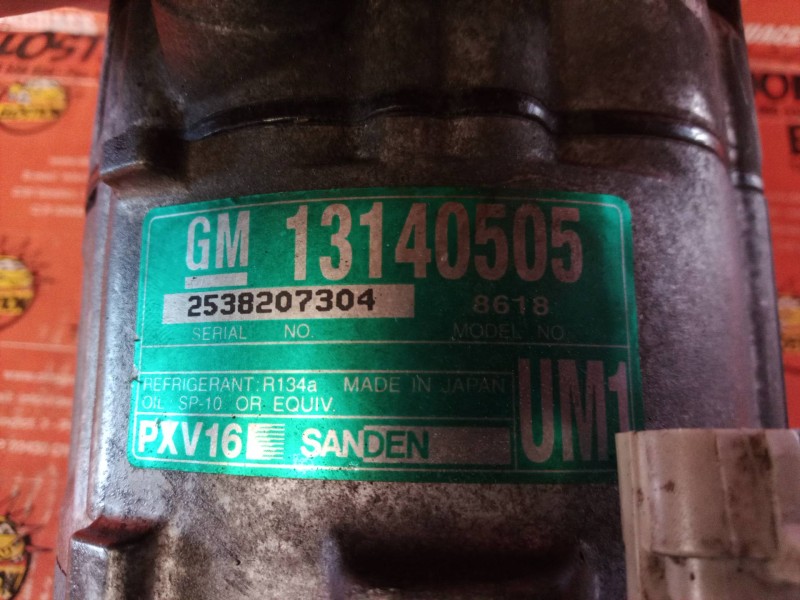 LOST
GM 13140505
2538207304 8618
SERIAL NO. MODEL NO.
REFRIGERANT: R134a MADE IN JAPAN
OIL SP-10 OR EQUIV.
PXV16 SANDEN
UM1